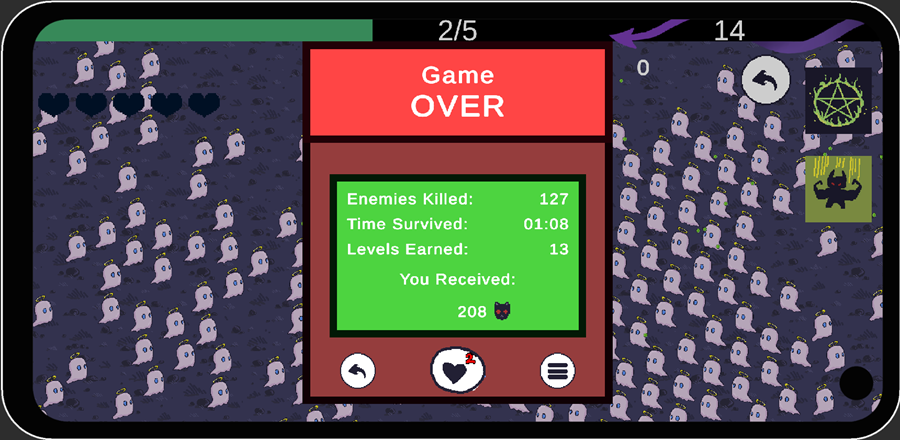 2/5
14
0
Game
OVER
Enemies Killed: 127
Time Survived: 01:08
Levels Earned: 13
You Received:
208
2